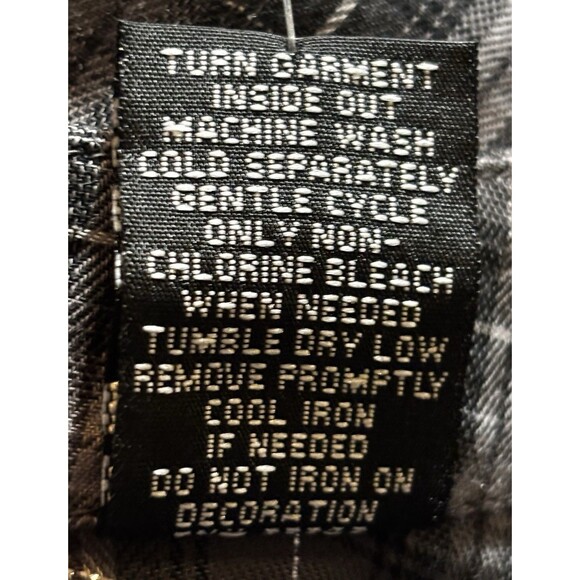 TURN GARMENT
INSIDE OUT
MACHINE WASH
COLD SEPARATELY
GENTLE CYCLE
ONLY NON-
CHLORINE BLEACH
WHEN NEEDED
TUMBLE DRY LOW
REMOVE PROMPTLY
COOL IRON
IF NEEDED
DO NOT IRON ON
DECORATION